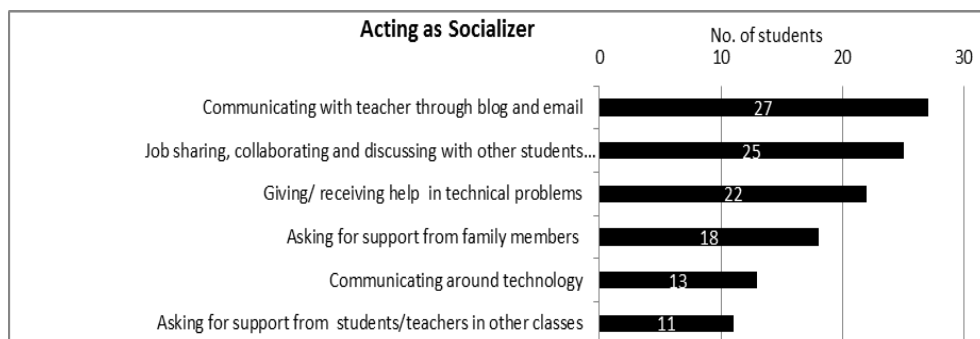 Acting as Socializer
No. of students
0 10 20 30
Communicating with teacher through blog and email 27
Job sharing, collaborating and discussing with other students... 25
Giving/ receiving help in technical problems 22
Asking for support from family members 18
Communicating around technology 13
Asking for support from students/teachers in other classes 11